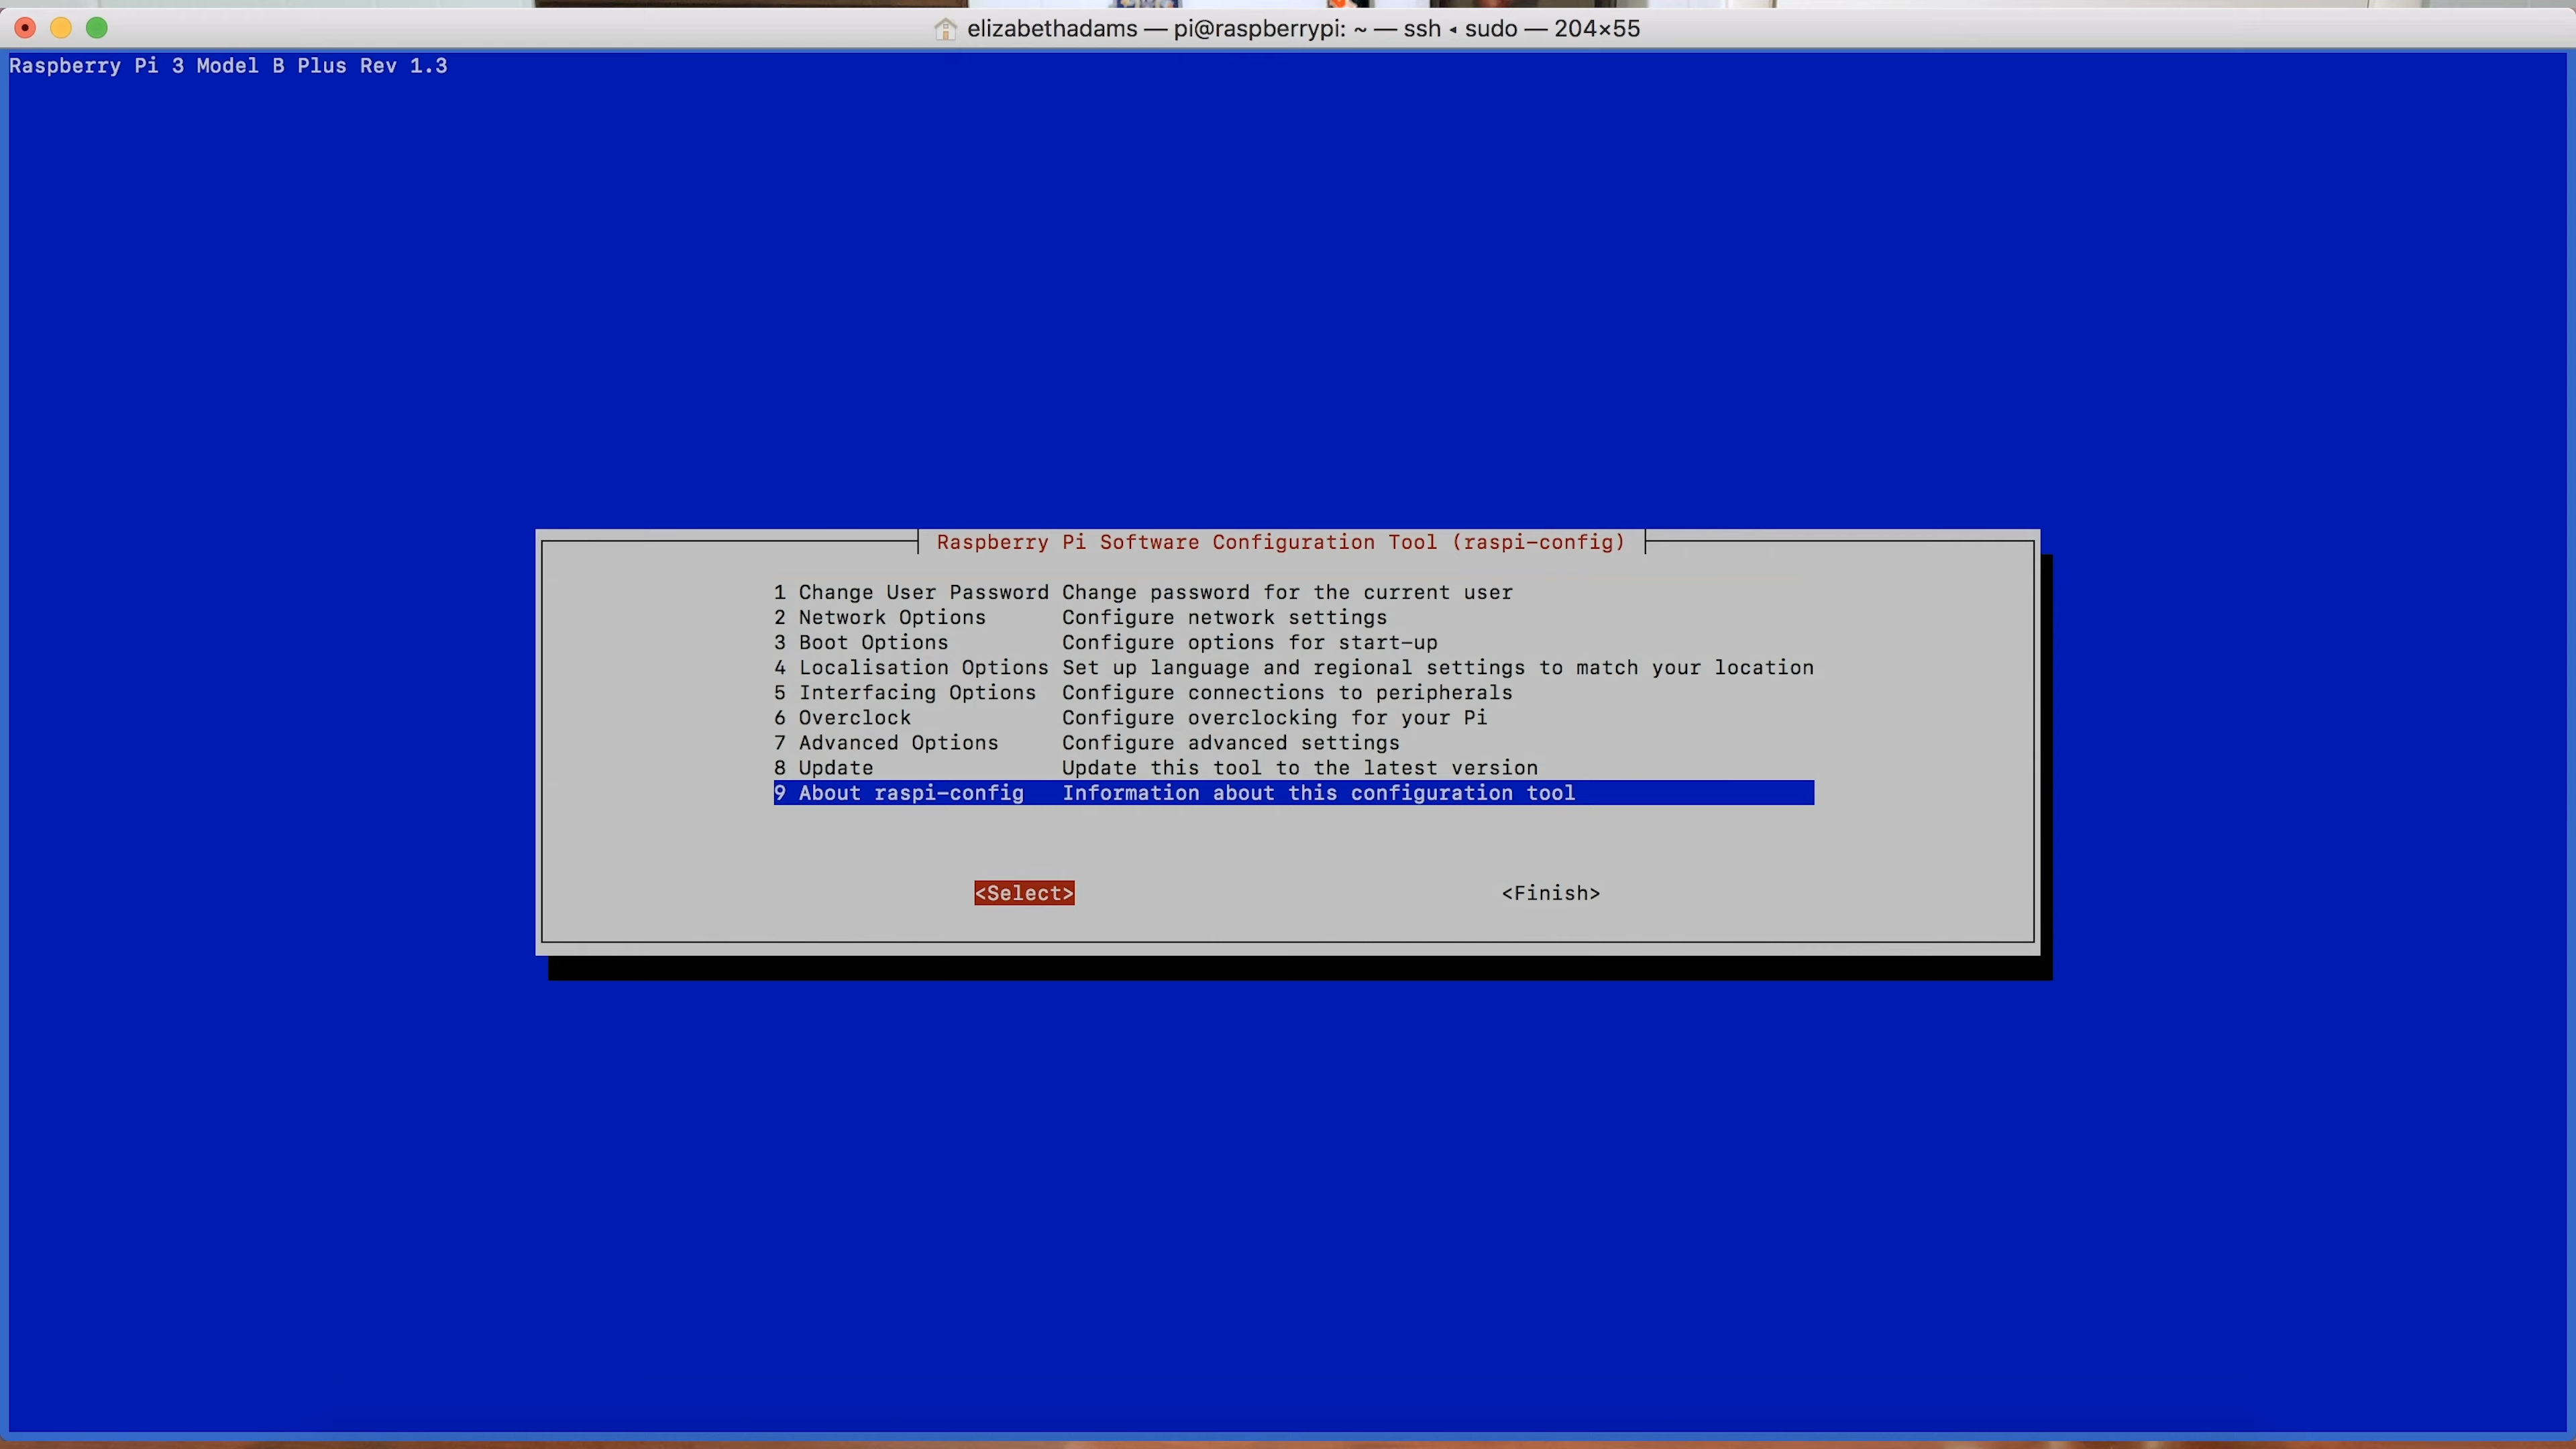 elizabethadams — pi@raspberrypi: ~ — ssh ◂ sudo — 204×55
Raspberry Pi 3 Model B Plus Rev 1.3
Raspberry Pi Software Configuration Tool (raspi-config)
1 Change User Password Change password for the current user
2 Network Options Configure network settings
3 Boot Options Configure options for start-up
4 Localisation Options Set up language and regional settings to match your location
5 Interfacing Options Configure connections to peripherals
6 Overclock Configure overclocking for your Pi
7 Advanced Options Configure advanced settings
8 Update Update this tool to the latest version
9 About raspi-config Information about this configuration tool
<Select> <Finish>